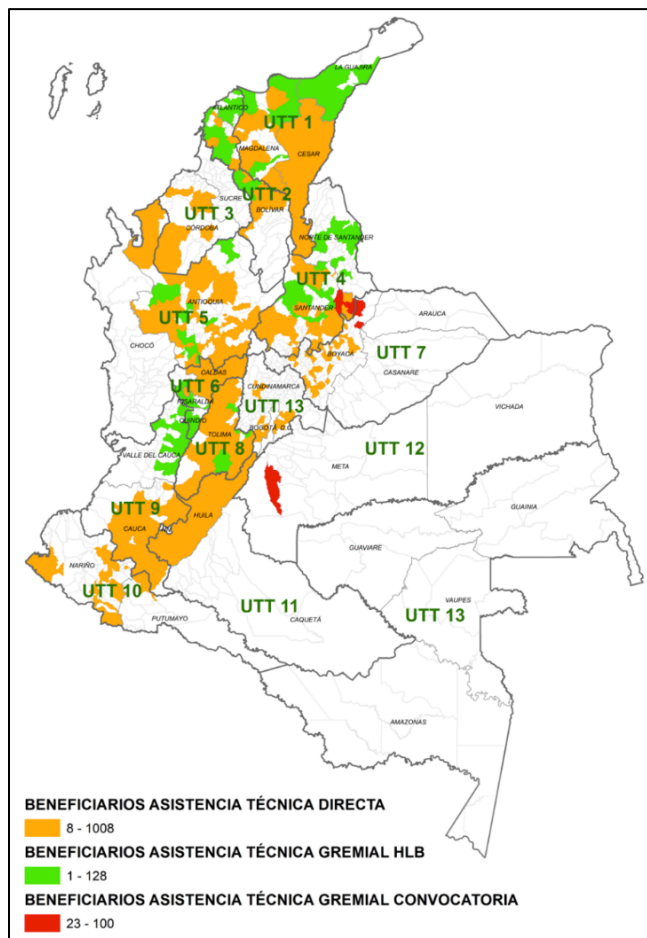 LA GUAJIRA
ATLANTICO
UTT 1
MAGDALENA
CESAR
SUCRE
UTT 2
BOLÍVAR
UTT 3
CÓRDOBA
NORTE DE SANTANDER
UTT 4
ANTIOQUIA
SANTANDER
ARAUCA
UTT 5
CHOCÓ
BOYACÁ
UTT 7
CASANARE
CALDAS
UTT 6
CUNDINAMARCA
VICHADA
RISARALDA
UTT 13
QUINDIO
BOGOTÁ D.C.
TOLIMA
UTT 8
UTT 12
VALLE DEL CAUCA
META
GUAINIA
UTT 9
HUILA
CAUCA
GUAVIARE
NARIÑO
UTT 10
UTT 11
VAUPES
UTT 13
PUTUMAYO
CAQUETÁ
AMAZONAS
BENEFICIARIOS ASISTENCIA TÉCNICA DIRECTA
8 - 1008
BENEFICIARIOS ASISTENCIA TÉCNICA GREMIAL HLB
1 - 128
BENEFICIARIOS ASISTENCIA TÉCNICA GREMIAL CONVOCATORIA
23 - 100